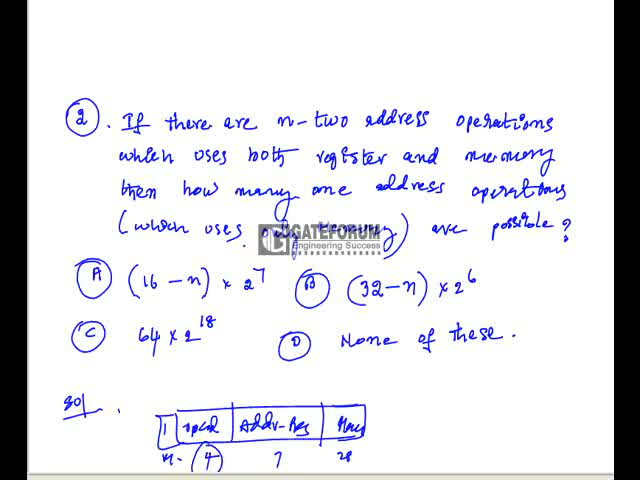 2. If there are n-two address operations
which uses both register and memory
then how many one address operations
(which uses only memory) are possible?
GATEFORUM
Engineering Success
A (16 - n) × 2^7 B (32 - n) × 2^6
C 64 × 2^18 D None of these.
Sol.
1 opcod Addr-Reg
4 7 28